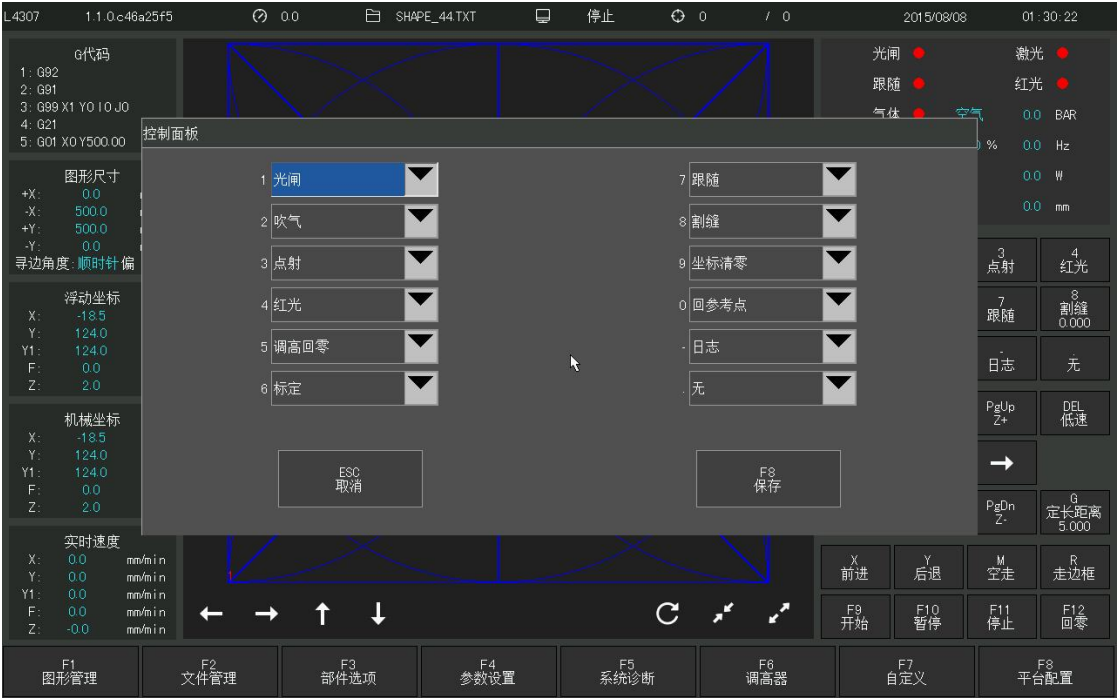 L4307 1.1.0.c46a25f5 0.0 SHAPE_44.TXT 停止 0 / 0 2015/08/08 01:30:22
G代码
1: G92
2: G91
3: G99 X1 Y0 I0 J0
4: G21
5: G01 X0 Y500.00
图形尺寸
+X: 0.0
-X: 500.0
+Y: 500.0
-Y: 0.0
寻边角度:顺时针偏
浮动坐标
X: -18.5
Y: 124.0
Y1: 124.0
F: 0.0
Z: 2.0
机械坐标
X: -18.5
Y: 124.0
Y1: 124.0
F: 0.0
Z: 2.0
实时速度
X: 0.0 mm/min
Y: 0.0 mm/min
Y1: 0.0 mm/min
F: 0.0 mm/min
Z: -0.0 mm/min
控制面板
1 光闸
2 吹气
3 点射
4 红光
5 调高回零
6 标定
7 跟随
8 割缝
9 坐标清零
0 回参考点
- 日志
. 无
ESC
取消
F8
保存
1
光闸 激光
跟随 红光
气体 空气 0.0 BAR
% 0.0 Hz
0.0 W
0.0 mm
3
点射
4
红光
7
跟随
8
割缝
0.000
-
日志
.
无
PgUp
Z+
DEL
低速
PgDn
Z-
G
定长距离
5.000
X
前进
Y
后退
M
空走
R
走边框
F9
开始
F10
暂停
F11
停止
F12
回零
F1
图形管理
F2
文件管理
F3
部件选项
F4
参数设置
F5
系统诊断
F6
调高器
F7
自定义
F8
平台配置